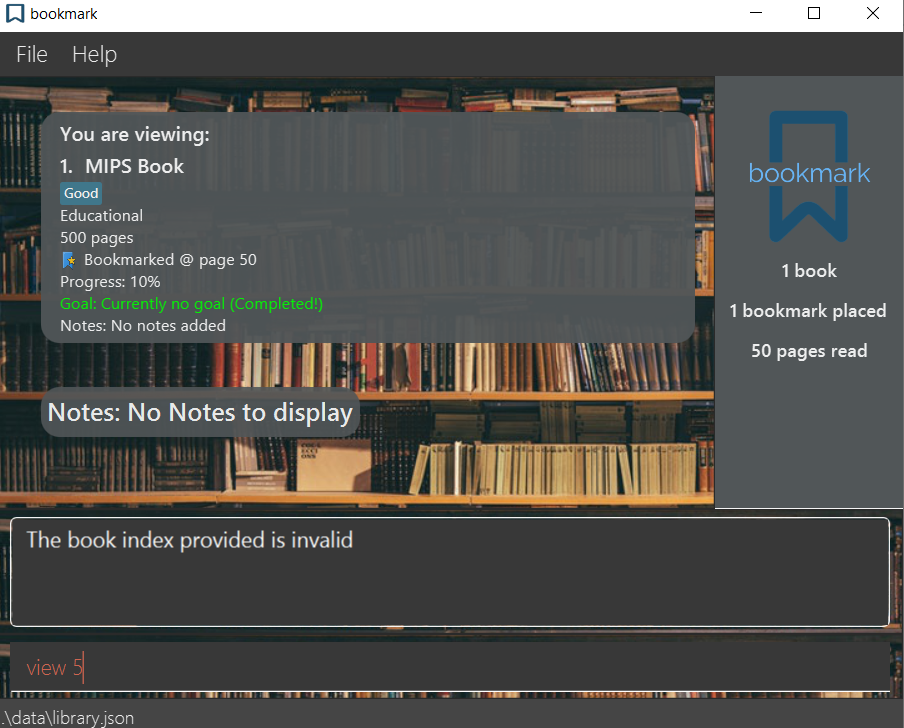 bookmark
File Help
You are viewing:
1. MIPS Book
Good
Educational
500 pages
Bookmarked @ page 50
Progress: 10%
Goal: Currently no goal (Completed!)
Notes: No notes added
Notes: No Notes to display
bookmark
1 book
1 bookmark placed
50 pages read
The book index provided is invalid
view 5
.\data\library.json